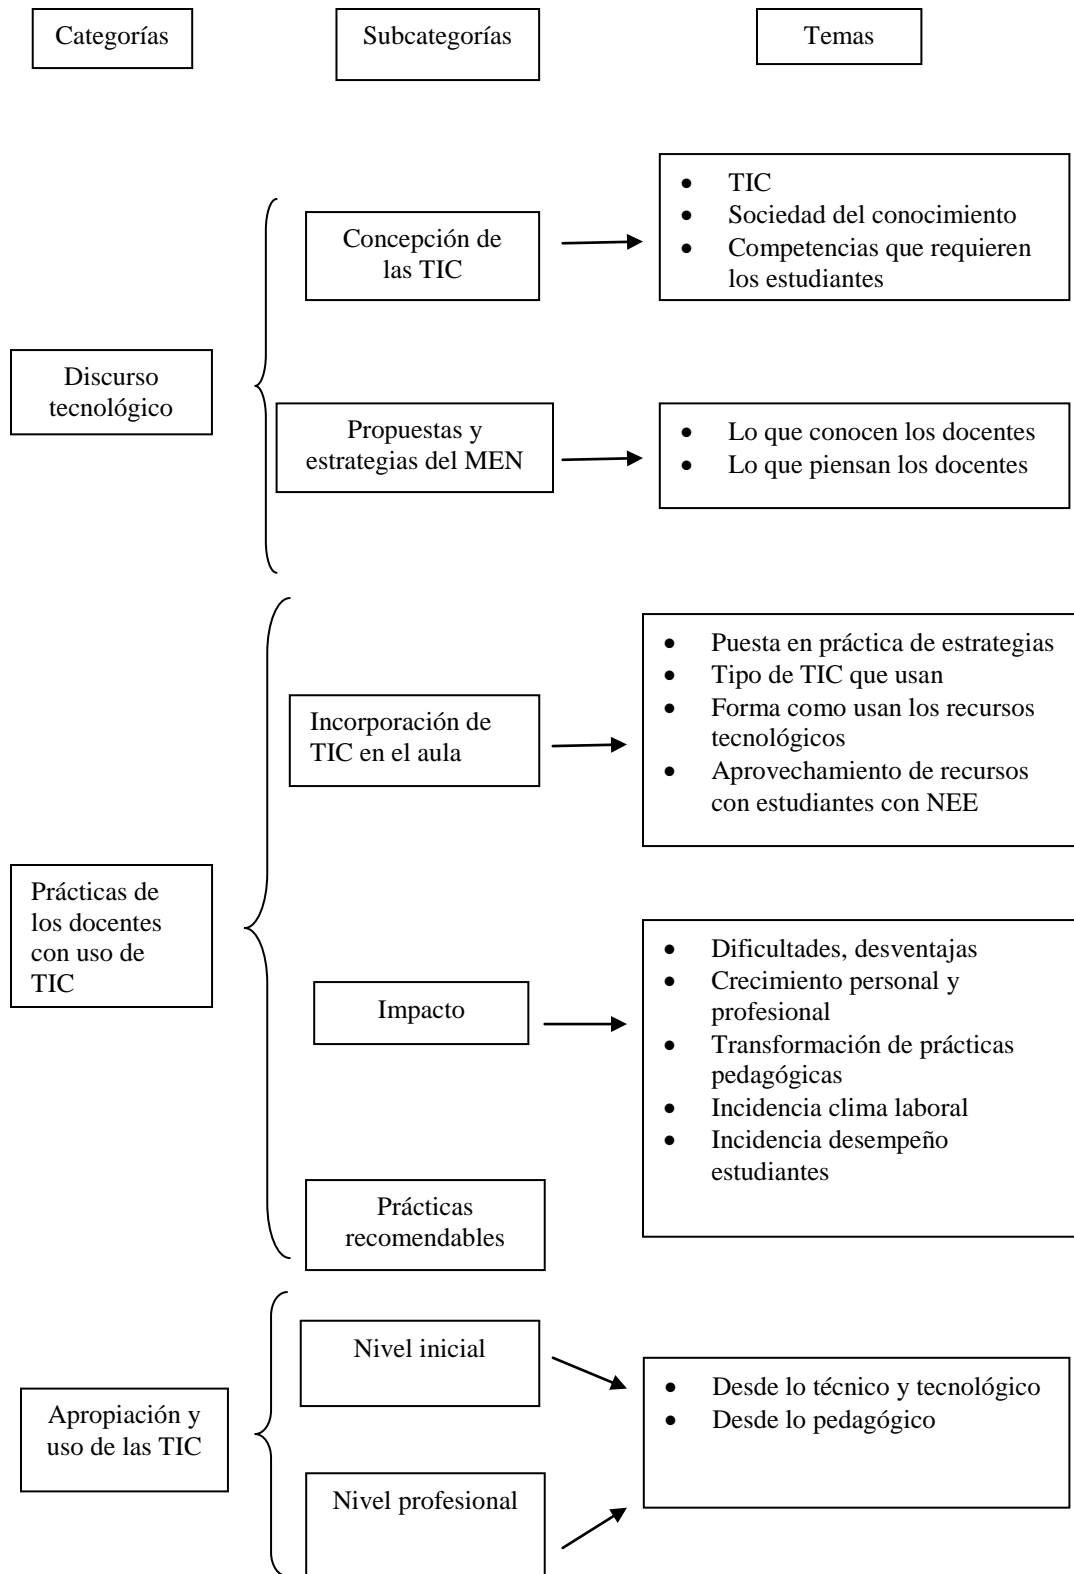 Categorías
Subcategorías
Temas
• TIC
• Sociedad del conocimiento
• Competencias que requieren
los estudiantes
Concepción de
las TIC
Discurso
tecnológico
Propuestas y
estrategias del MEN
• Lo que conocen los docentes
• Lo que piensan los docentes
• Puesta en práctica de estrategias
• Tipo de TIC que usan
• Forma como usan los recursos
tecnológicos
• Aprovechamiento de recursos
con estudiantes con NEE
Incorporación de
TIC en el aula
Prácticas de
los docentes
con uso de
TIC
Impacto
• Dificultades, desventajas
• Crecimiento personal y
profesional
• Transformación de prácticas
pedagógicas
• Incidencia clima laboral
• Incidencia desempeño
estudiantes
Prácticas
recomendables
Nivel inicial
Apropiación y
uso de las TIC
• Desde lo técnico y tecnológico
• Desde lo pedagógico
Nivel profesional